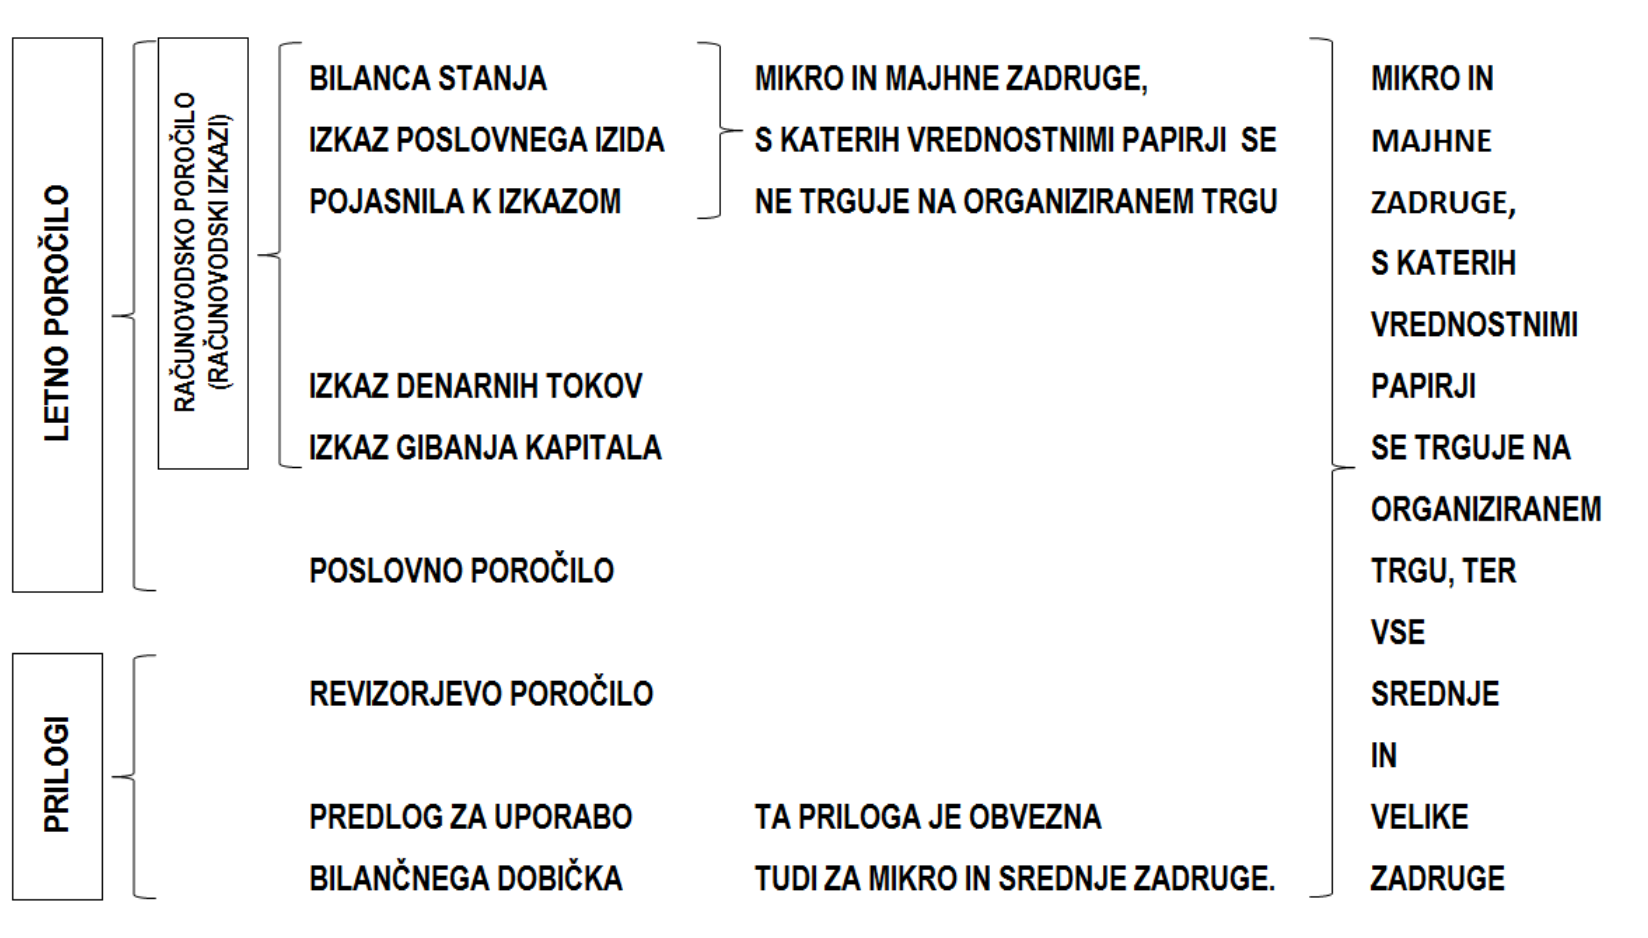 LETNO POROČILO
RAČUNOVODSKO POROČILO
(RAČUNOVODSKI IZKAZI)
BILANCA STANJA
IZKAZ POSLOVNEGA IZIDA
POJASNILA K IZKAZOM
MIKRO IN MAJHNE ZADRUGE,
S KATERIH VREDNOSTNIMI PAPIRJI SE
NE TRGUJE NA ORGANIZIRANEM TRGU
IZKAZ DENARNIH TOKOV
IZKAZ GIBANJA KAPITALA
POSLOVNO POROČILO
PRILOGI
REVIZORJEVO POROČILO
PREDLOG ZA UPORABO
BILANČNEGA DOBIČKA
TA PRILOGA JE OBVEZNA
TUDI ZA MIKRO IN SREDNJE ZADRUGE.
MIKRO IN
MAJHNE
ZADRUGE,
S KATERIH
VREDNOSTNIMI
PAPIRJI
SE TRGUJE NA
ORGANIZIRANEM
TRGU, TER
VSE
SREDNJE
IN
VELIKE
ZADRUGE